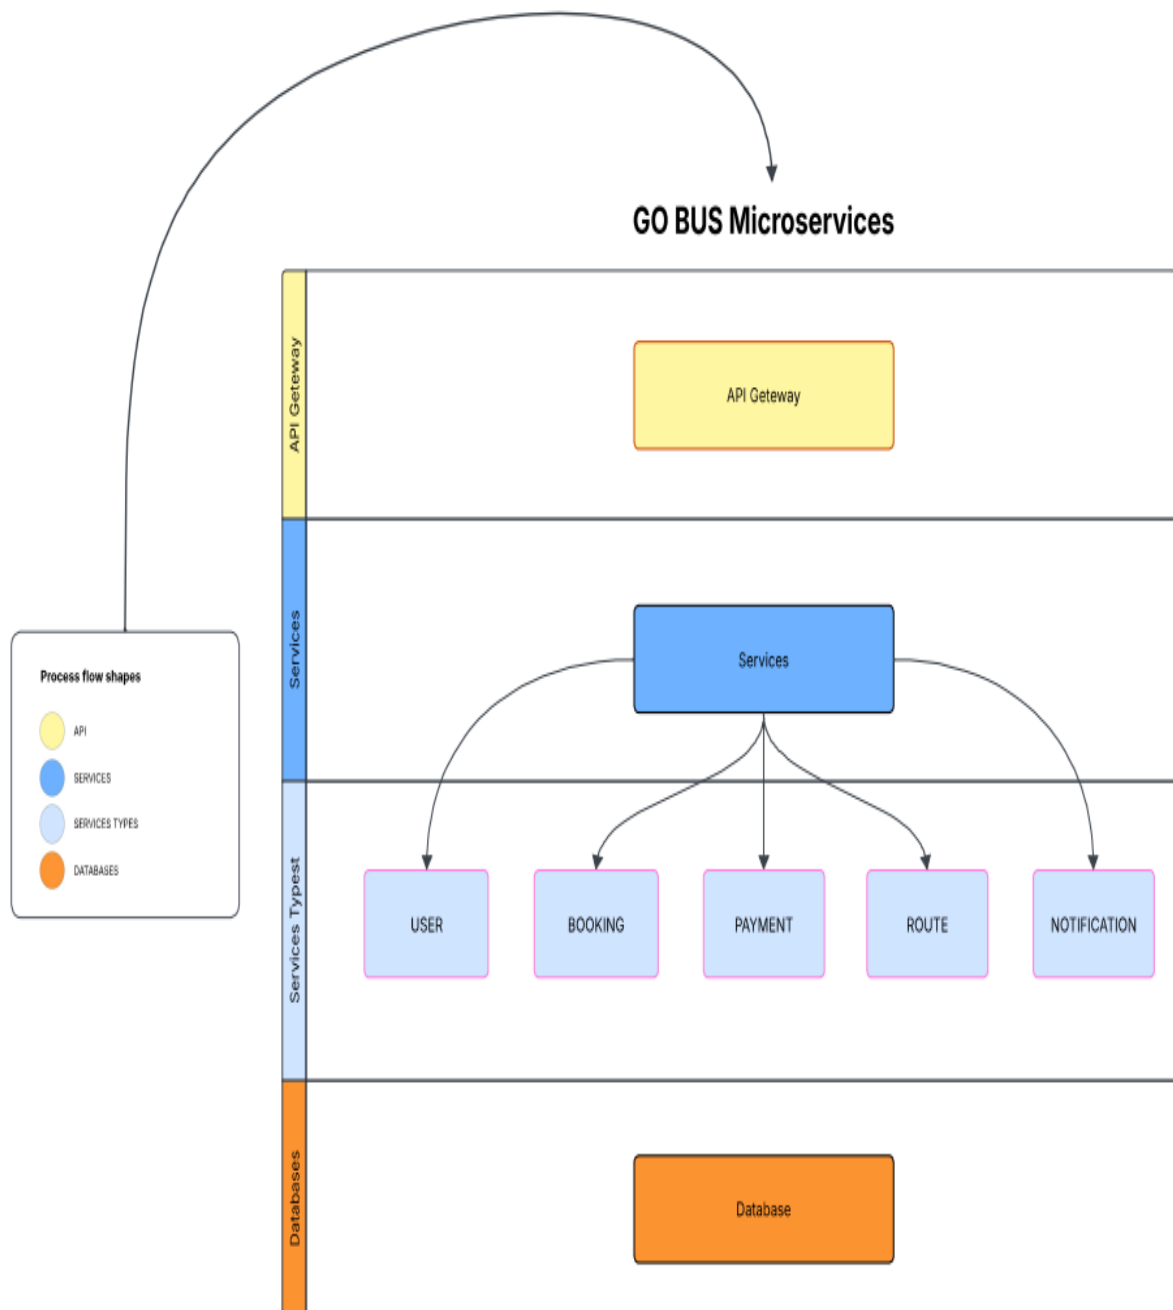 GO BUS Microservices
API Geteway
API Geteway
Services
Services
Process flow shapes
API
SERVICES
SERVICES TYPES
DATABASES
Services Typest
USER
BOOKING
PAYMENT
ROUTE
NOTIFICATION
Databases
Database